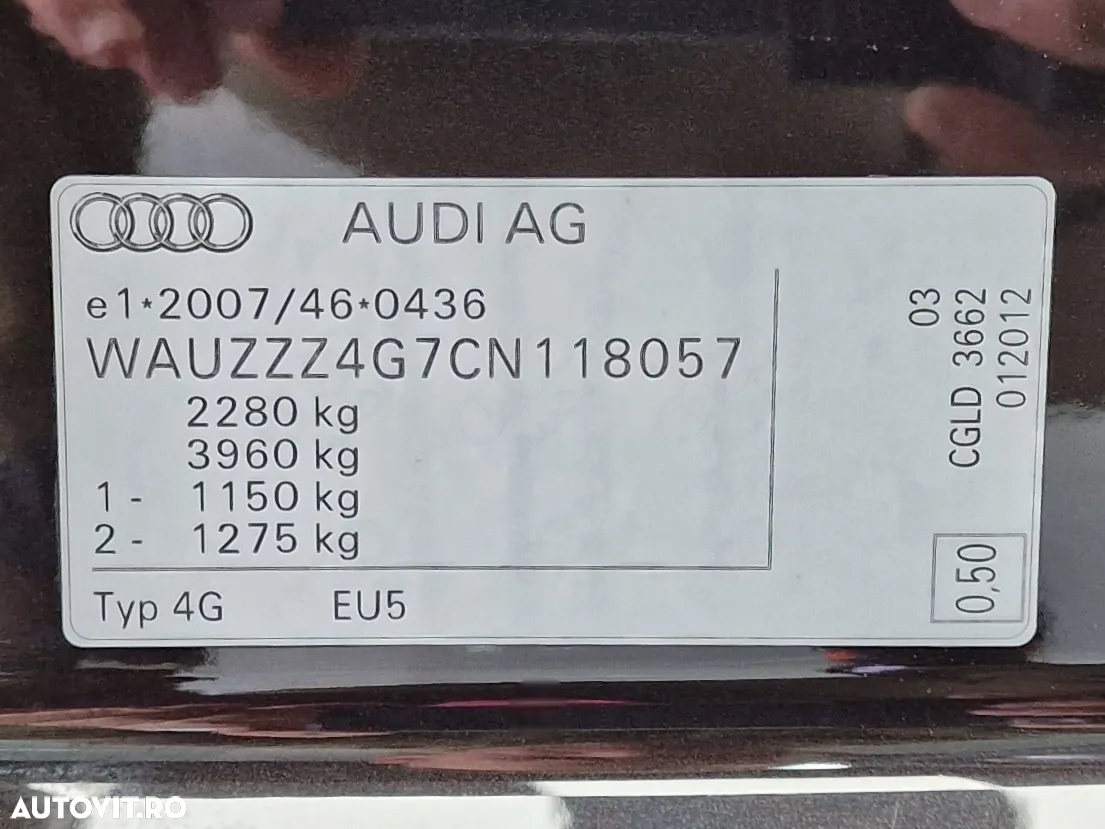 AUDI AG
e1*2007/46*0436
WAUZZZ4G7CN118057
2280 kg
3960 kg
1 - 1150 kg
2 - 1275 kg
Typ 4G EU5
03
CGLD 3662
012012
0,50
AUTOVIT.RO